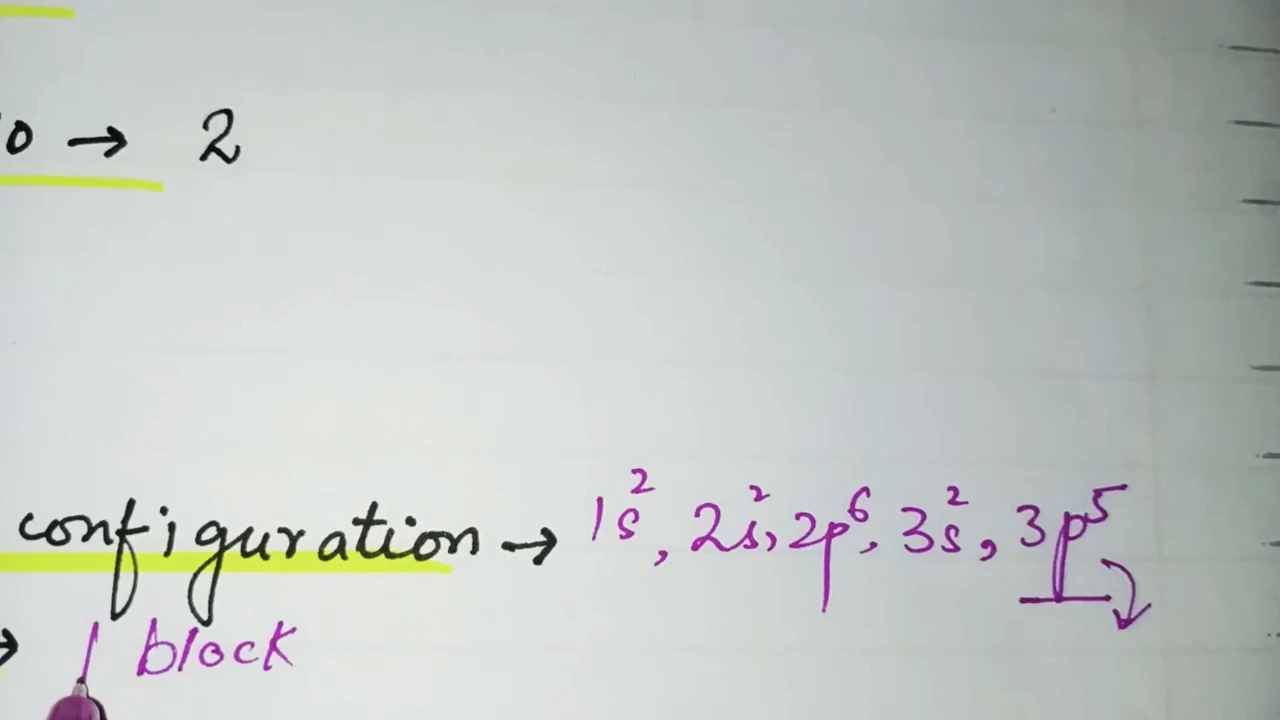 o → 2
configuration → 1s², 2s², 2p⁶, 3s², 3p⁵
→ block